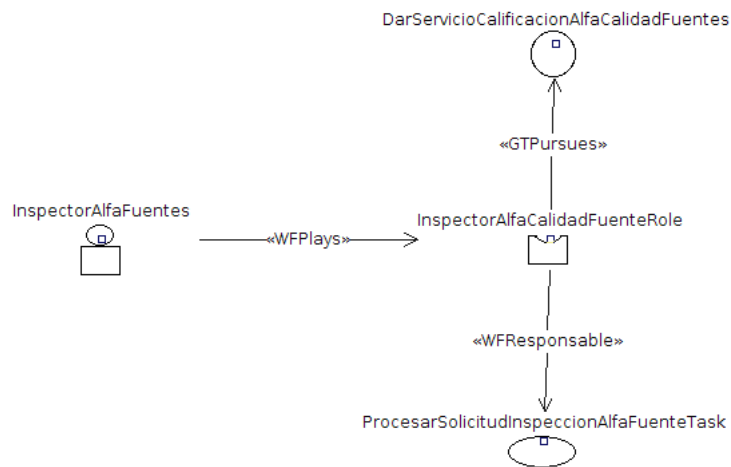 DarServicioCalificacionAlfaCalidadFuentes
«GTPursues»
InspectorAlfaFuentes
InspectorAlfaCalidadFuenteRole
«WFPlays»
«WFResponsable»
ProcesarSolicitudInspeccionAlfaFuenteTask